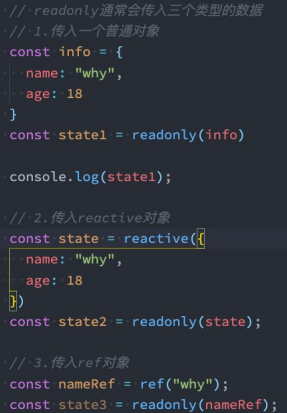 // readonly通常会传入三个类型的数据
// 1.传入一个普通对象
const info = {
  name: "why",
  age: 18
}
const state1 = readonly(info)

console.log(state1);

// 2.传入reactive对象
const state = reactive({
  name: "why",
  age: 18
})
const state2 = readonly(state);

// 3.传入ref对象
const nameRef = ref("why");
const state3 = readonly(nameRef);